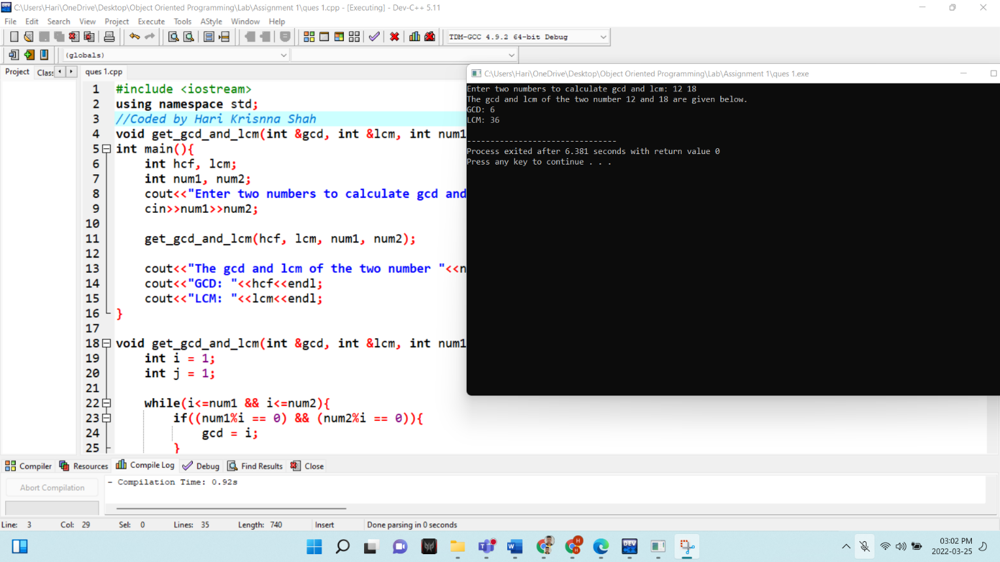 C:\Users\Hari\OneDrive\Desktop\Object Oriented Programming\Lab\Assignment 1\ques 1.cpp - [Executing] - Dev-C++ 5.11
File Edit Search View Project Execute Tools AStyle Window Help
TDM-GCC 4.9.2 64-bit Debug
(globals)
Project Clas ques 1.cpp
1 #include <iostream>
2 using namespace std;
3 //Coded by Hari Krisnna Shah
4 void get_gcd_and_lcm(int &gcd, int &lcm, int num1
5 int main(){
6 int hcf, lcm;
7 int num1, num2;
8 cout<<"Enter two numbers to calculate gcd and
9 cin>>num1>>num2;
10
11 get_gcd_and_lcm(hcf, lcm, num1, num2);
12
13 cout<<"The gcd and lcm of the two number "<<n
14 cout<<"GCD: "<<hcf<<endl;
15 cout<<"LCM: "<<lcm<<endl;
16 }
17
18 void get_gcd_and_lcm(int &gcd, int &lcm, int num1
19 int i = 1;
20 int j = 1;
21
22 while(i<=num1 && i<=num2){
23 if((num1%i == 0) && (num2%i == 0)){
24 gcd = i;
25 }
C:\Users\Hari\OneDrive\Desktop\Object Oriented Programming\Lab\Assignment 1\ques 1.exe
Enter two numbers to calculate gcd and lcm: 12 18
The gcd and lcm of the two number 12 and 18 are given below.
GCD: 6
LCM: 36
--------------------------------
Process exited after 6.381 seconds with return value 0
Press any key to continue . . .
Compiler Resources Compile Log Debug Find Results Close
Abort Compilation
- Compilation Time: 0.92s
Line: 3 Col: 29 Sel: 0 Lines: 35 Length: 740 Insert Done parsing in 0 seconds
DEV
03:02 PM
2022-03-25